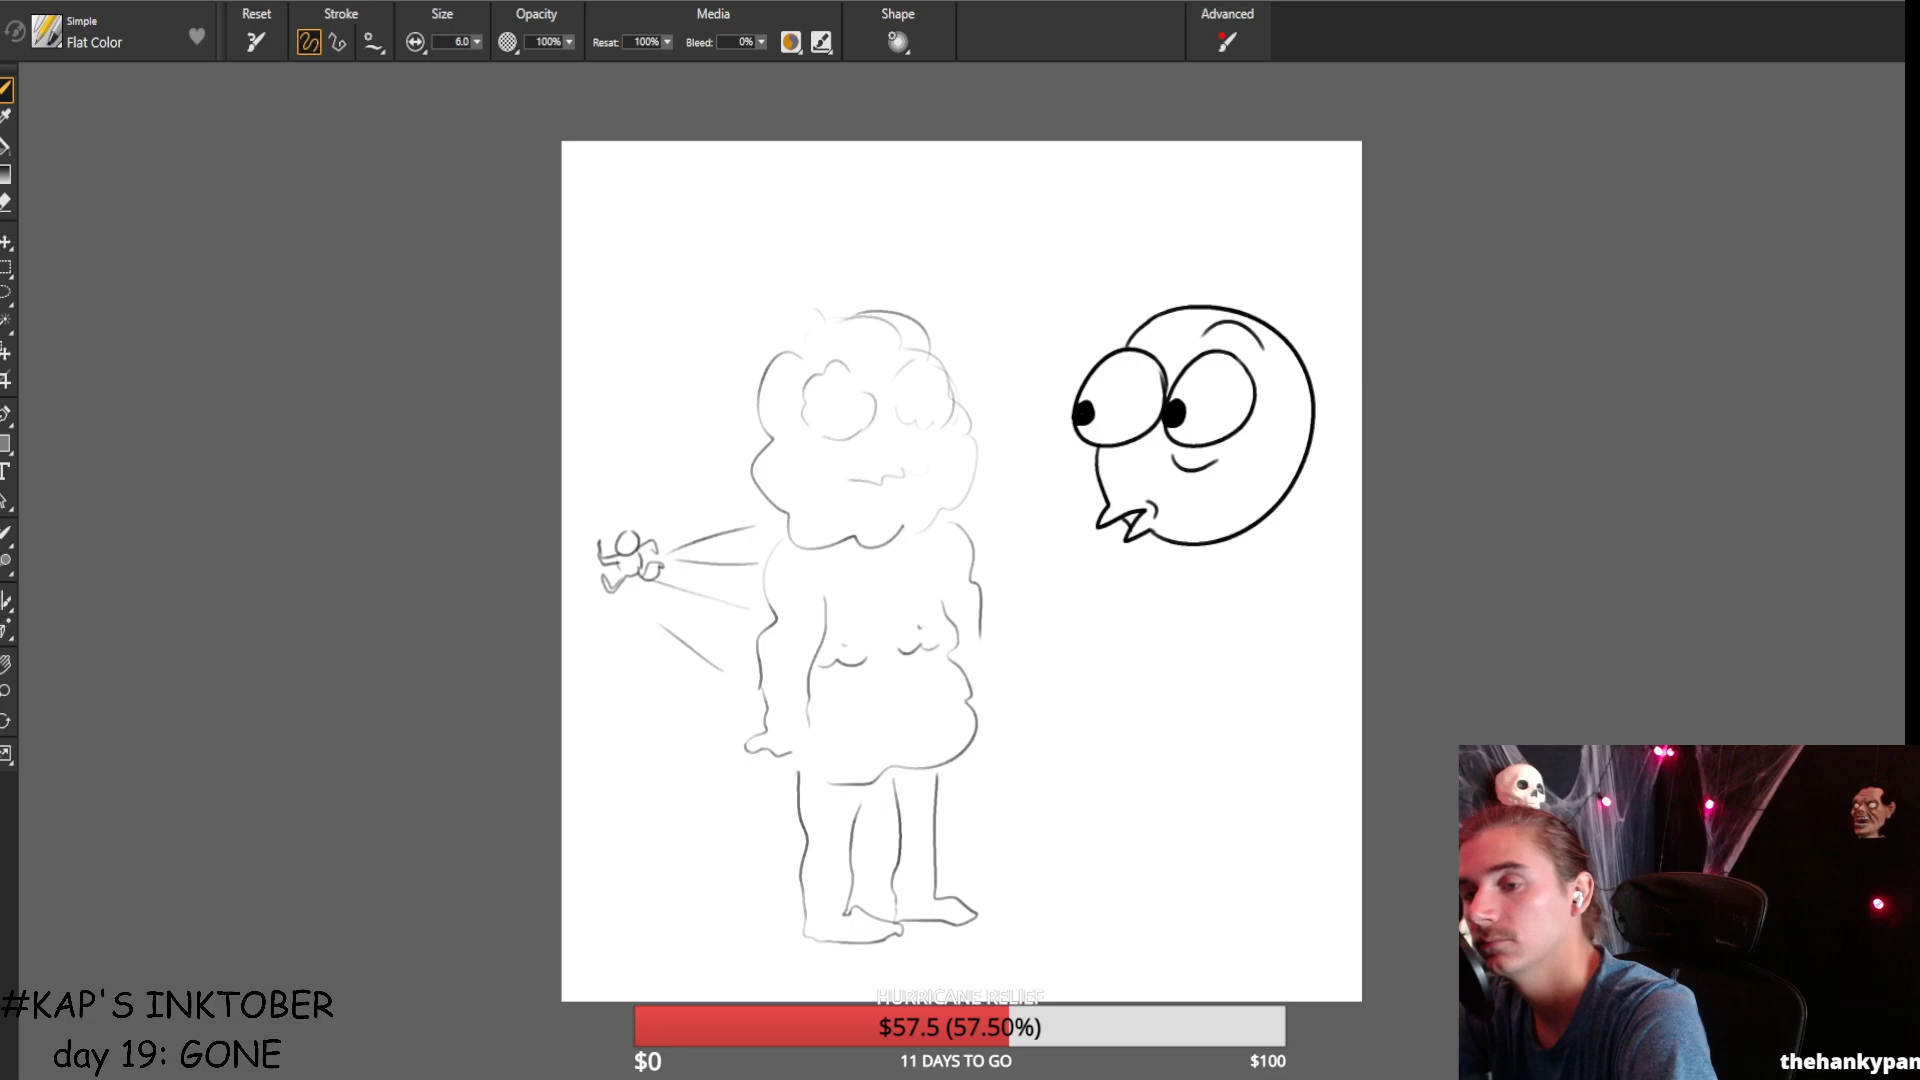 Simple
Flat Color
Reset
Stroke
Size
6.0
Opacity
100%
Media
Resat: 100%
Bleed: 0%
Shape
Advanced
T
#KAP'S INKTOBER
day 19: GONE
HURRICANE RELIEF
$57.5 (57.50%)
$0
11 DAYS TO GO
$100
thehankypan